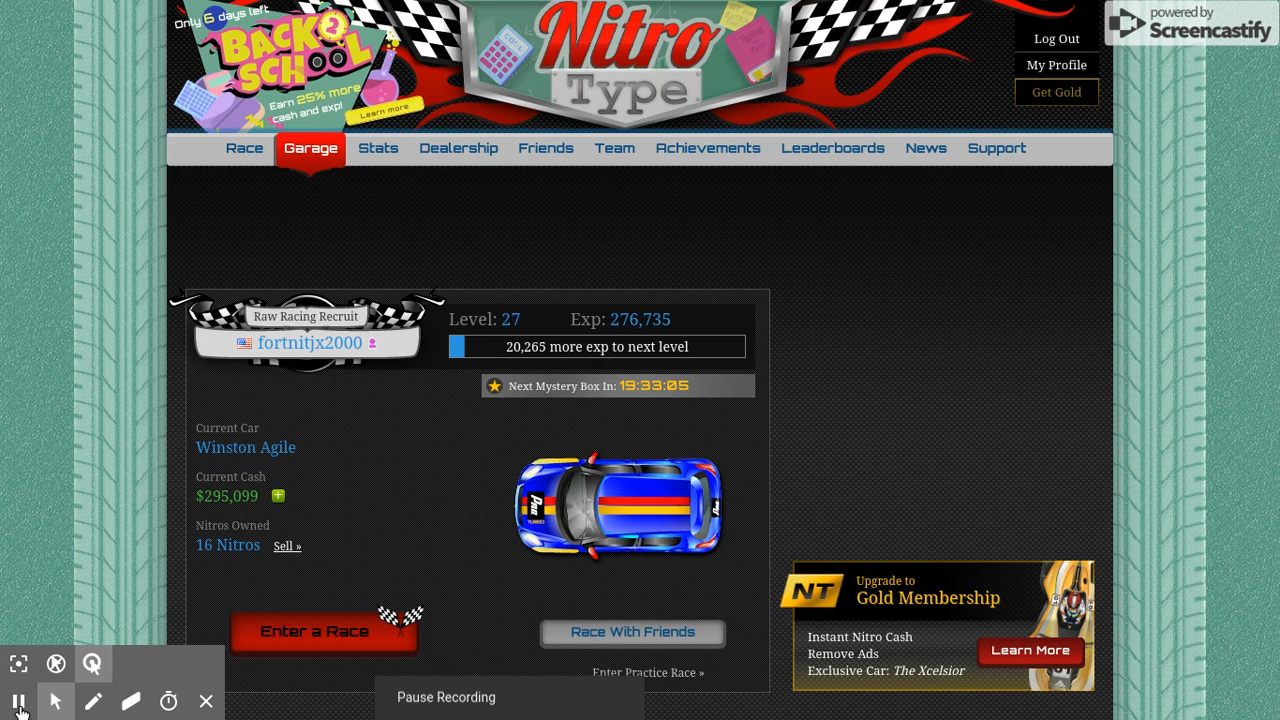 Only 6 days left
BACK 2
SCHOOL
Earn 25% more
cash and exp!
Learn more
Nitro
Type
powered by
Screencastify
Log Out
My Profile
Get Gold
Race Garage Stats Dealership Friends Team Achievements Leaderboards News Support
Raw Racing Recruit
fortnitjx2000
Level: 27 Exp: 276,735
20,265 more exp to next level
Next Mystery Box In: 19:33:05
Current Car
Winston Agile
Current Cash
$295,099
Nitros Owned
16 Nitros Sell »
Enter a Race
Race With Friends
Enter Practice Race »
NT
Upgrade to
Gold Membership
Instant Nitro Cash
Remove Ads
Exclusive Car: The Xcelsior
Learn More
Pause Recording